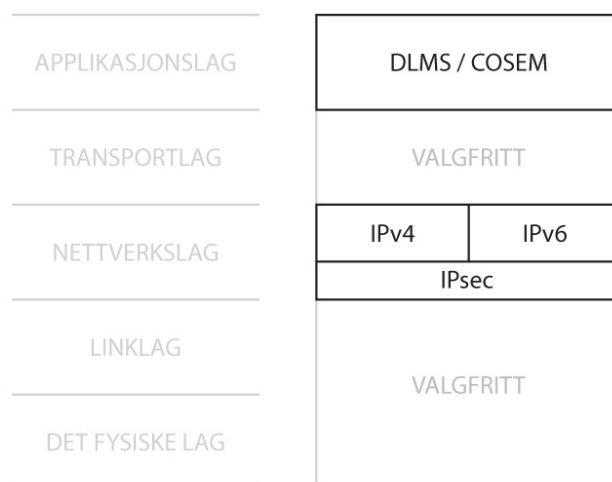 APPLIKASJONSLAG
DLMS / COSEM
TRANSPORTLAG
VALGFRITT
NETTVERKSLAG
IPv4
IPv6
IPsec
LINKLAG
VALGFRITT
DET FYSISKE LAG